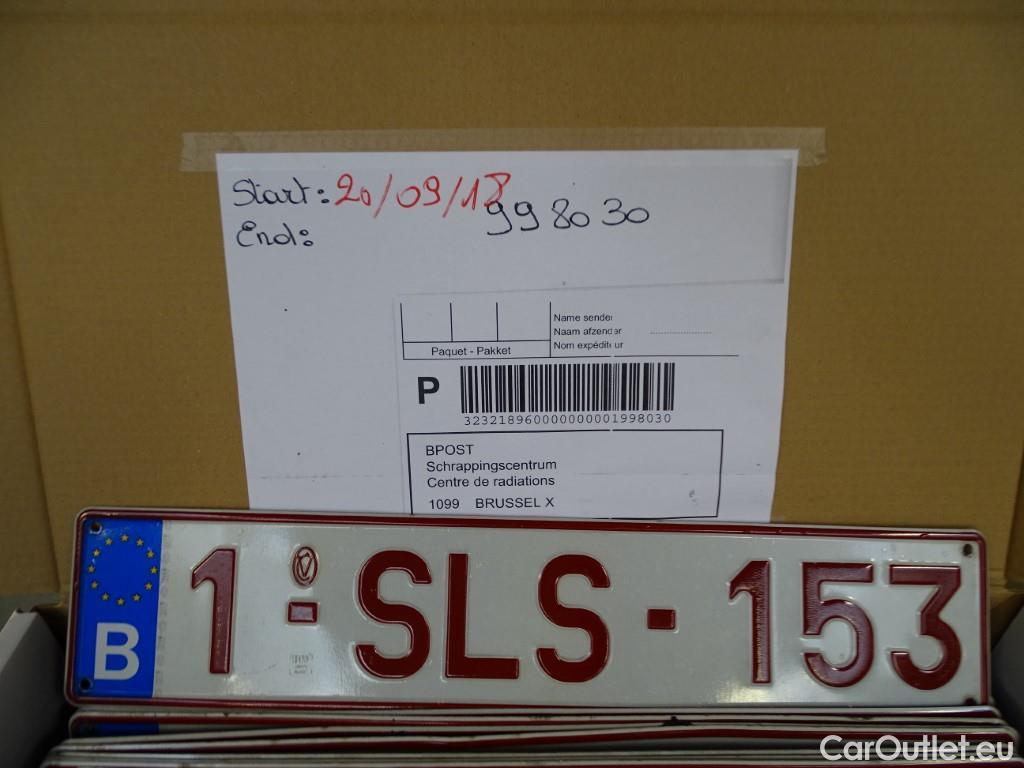 Start: 20/09/18
998030
End:
Name sender
Naam afzender
Nom expéditeur
Paquet - Pakket
P
323218960000000001998030
BPOST
Schrappingscentrum
Centre de radiations
1099 BRUSSEL X
B 1-SLS-153
CarOutlet.eu